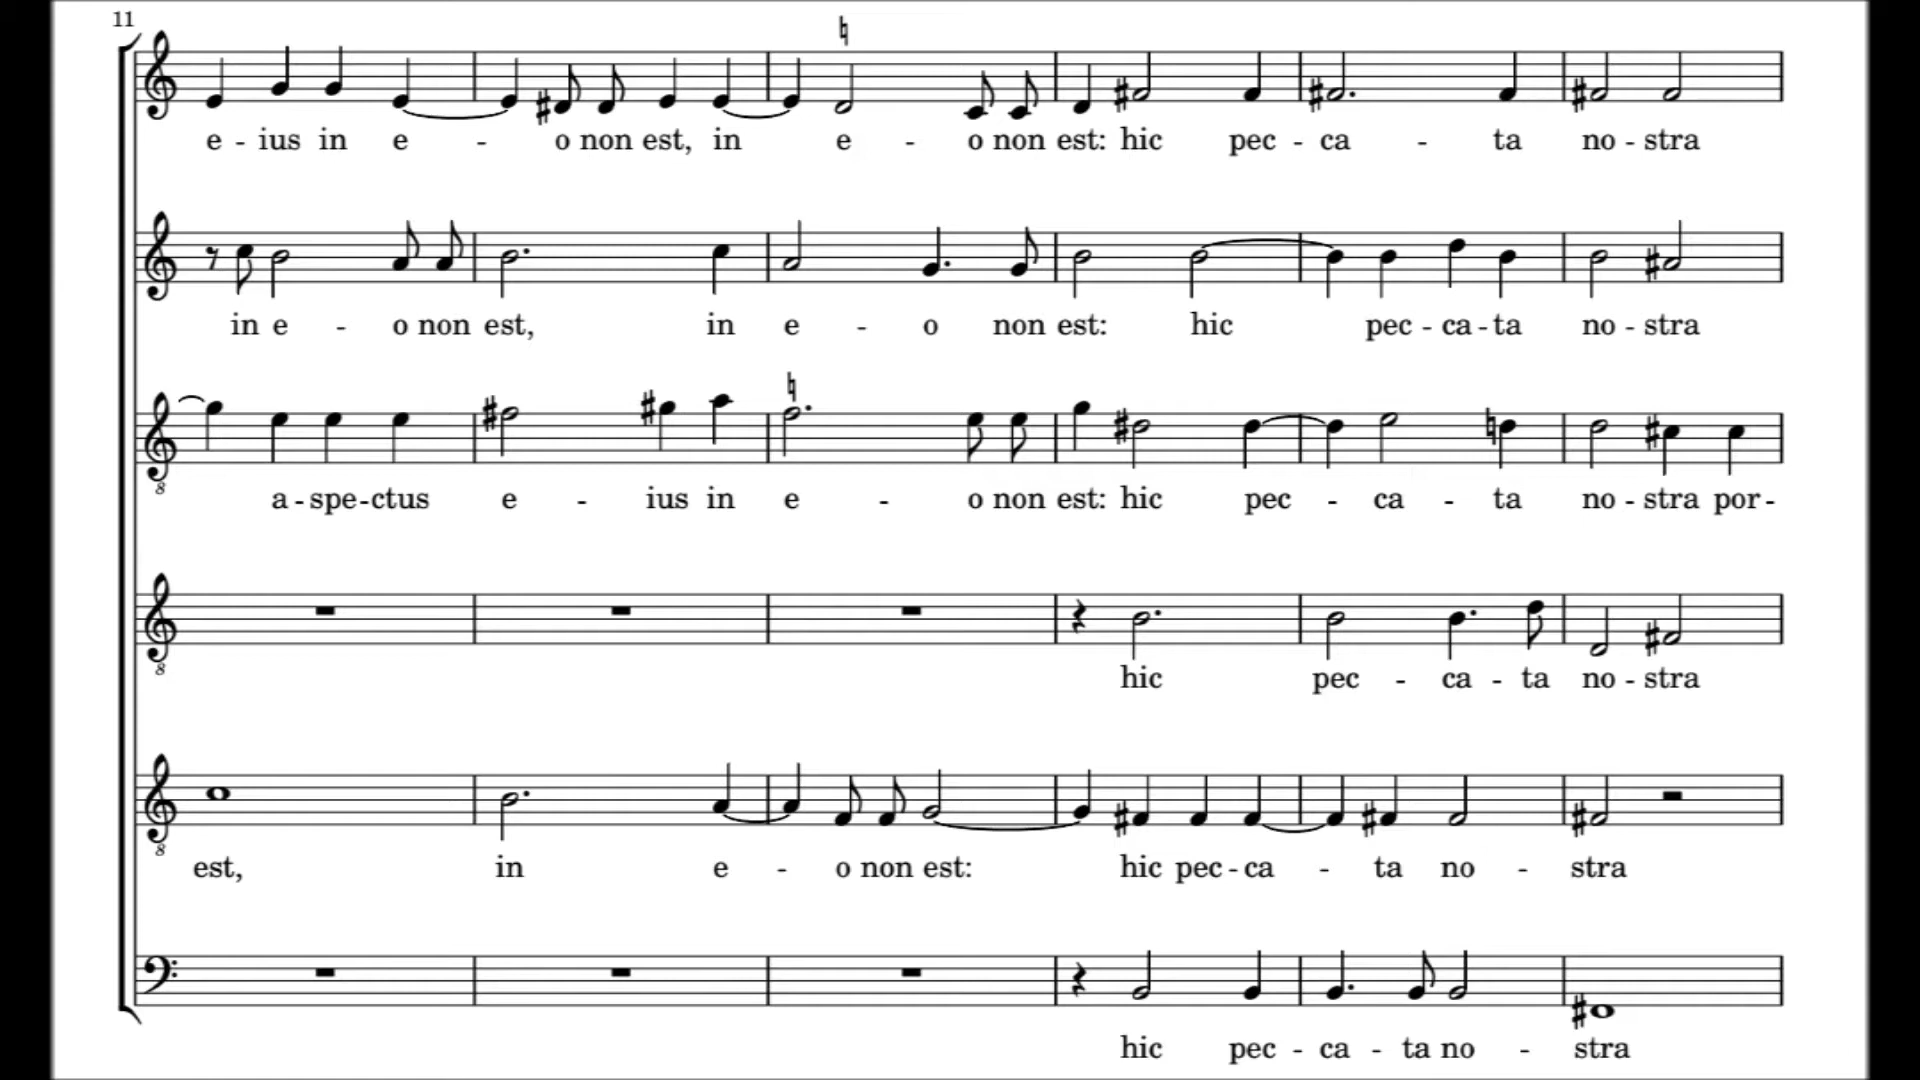 11
e - ius in e - o non est, in e - o non est: hic pec - ca - ta no - stra
in e - o non est, in e - o non est: hic pec - ca - ta no - stra
8
a - spe - ctus e - ius in e - o non est: hic pec - ca - ta no - stra por -
8
hic pec - ca - ta no - stra
8
est, in e - o non est: hic pec - ca - ta no - stra
hic pec - ca - ta no - stra